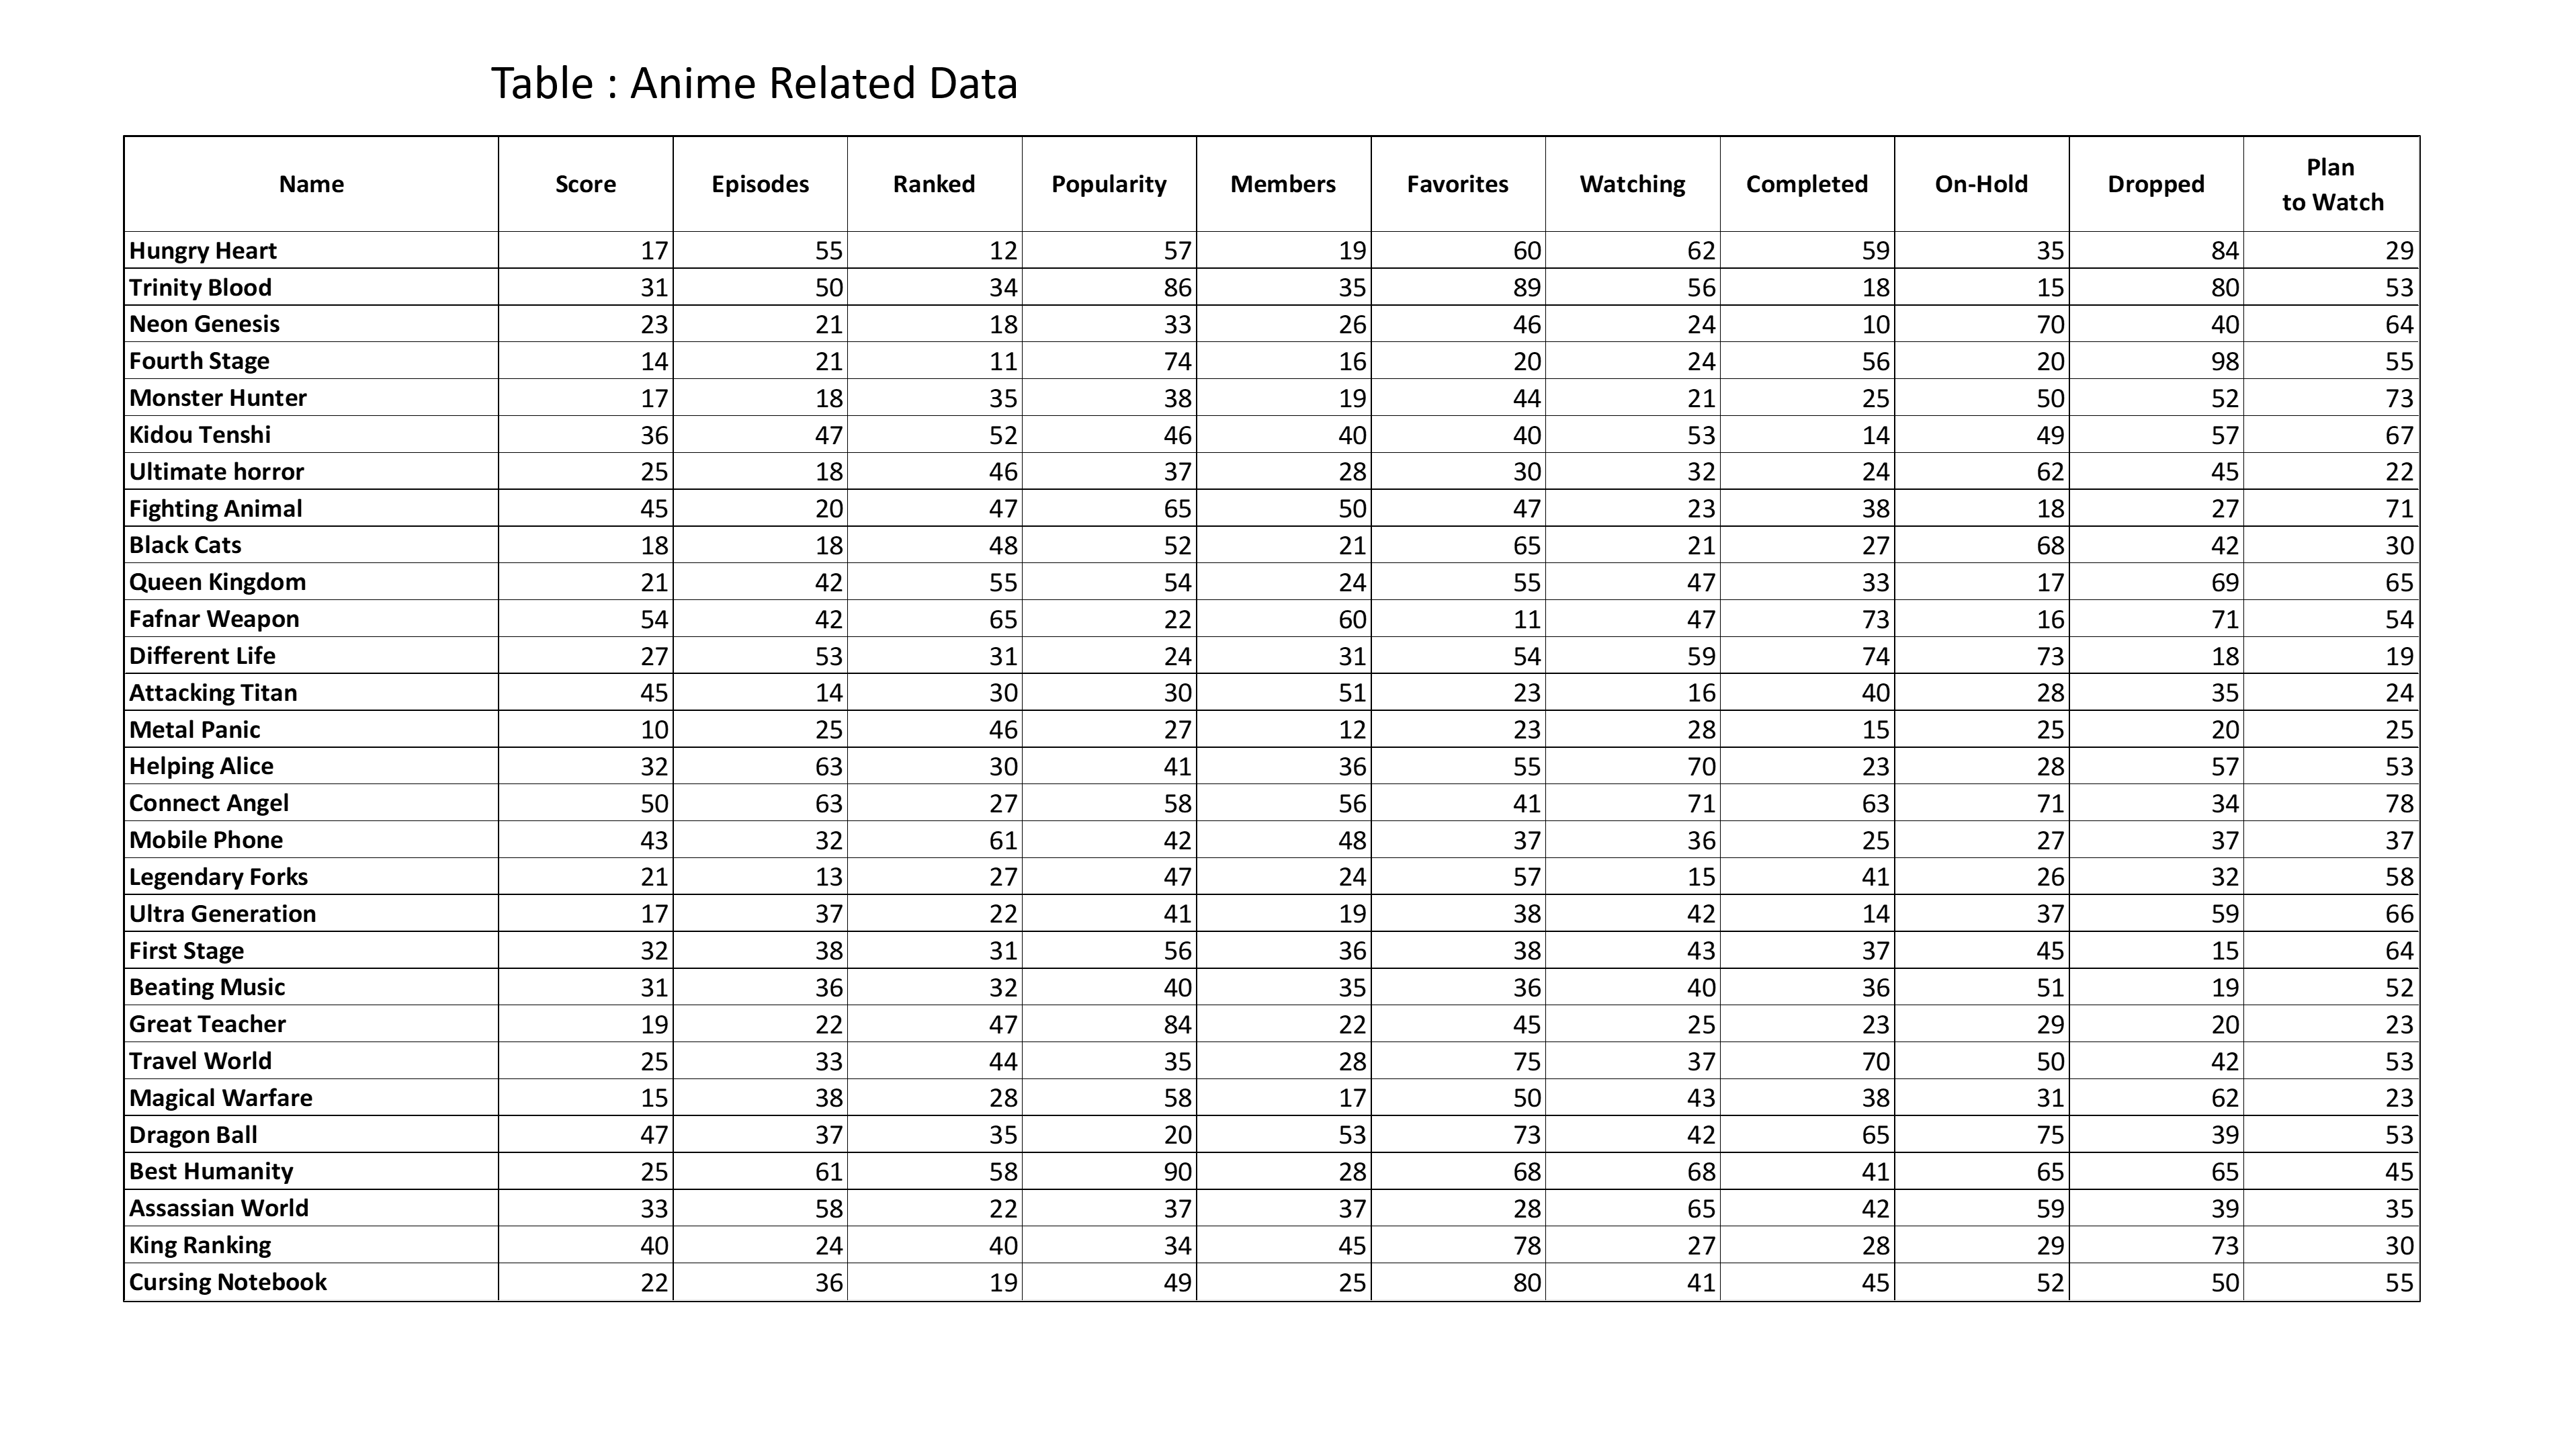 Table : Anime Related Data
Name Score Episodes Ranked Popularity Members Favorites Watching Completed On-Hold Dropped Plan to Watch
Hungry Heart 17 55 12 57 19 60 62 59 35 84 29
Trinity Blood 31 50 34 86 35 89 56 18 15 80 53
Neon Genesis 23 21 18 33 26 46 24 10 70 40 64
Fourth Stage 14 21 11 74 16 20 24 56 20 98 55
Monster Hunter 17 18 35 38 19 44 21 25 50 52 73
Kidou Tenshi 36 47 52 46 40 40 53 14 49 57 67
Ultimate horror 25 18 46 37 28 30 32 24 62 45 22
Fighting Animal 45 20 47 65 50 47 23 38 18 27 71
Black Cats 18 18 48 52 21 65 21 27 68 42 30
Queen Kingdom 21 42 55 54 24 55 47 33 17 69 65
Fafnar Weapon 54 42 65 22 60 11 47 73 16 71 54
Different Life 27 53 31 24 31 54 59 74 73 18 19
Attacking Titan 45 14 30 30 51 23 16 40 28 35 24
Metal Panic 10 25 46 27 12 23 28 15 25 20 25
Helping Alice 32 63 30 41 36 55 70 23 28 57 53
Connect Angel 50 63 27 58 56 41 71 63 71 34 78
Mobile Phone 43 32 61 42 48 37 36 25 27 37 37
Legendary Forks 21 13 27 47 24 57 15 41 26 32 58
Ultra Generation 17 37 22 41 19 38 42 14 37 59 66
First Stage 32 38 31 56 36 38 43 37 45 15 64
Beating Music 31 36 32 40 35 36 40 36 51 19 52
Great Teacher 19 22 47 84 22 45 25 23 29 20 23
Travel World 25 33 44 35 28 75 37 70 50 42 53
Magical Warfare 15 38 28 58 17 50 43 38 31 62 23
Dragon Ball 47 37 35 20 53 73 42 65 75 39 53
Best Humanity 25 61 58 90 28 68 68 41 65 65 45
Assassian World 33 58 22 37 37 28 65 42 59 39 35
King Ranking 40 24 40 34 45 78 27 28 29 73 30
Cursing Notebook 22 36 19 49 25 80 41 45 52 50 55